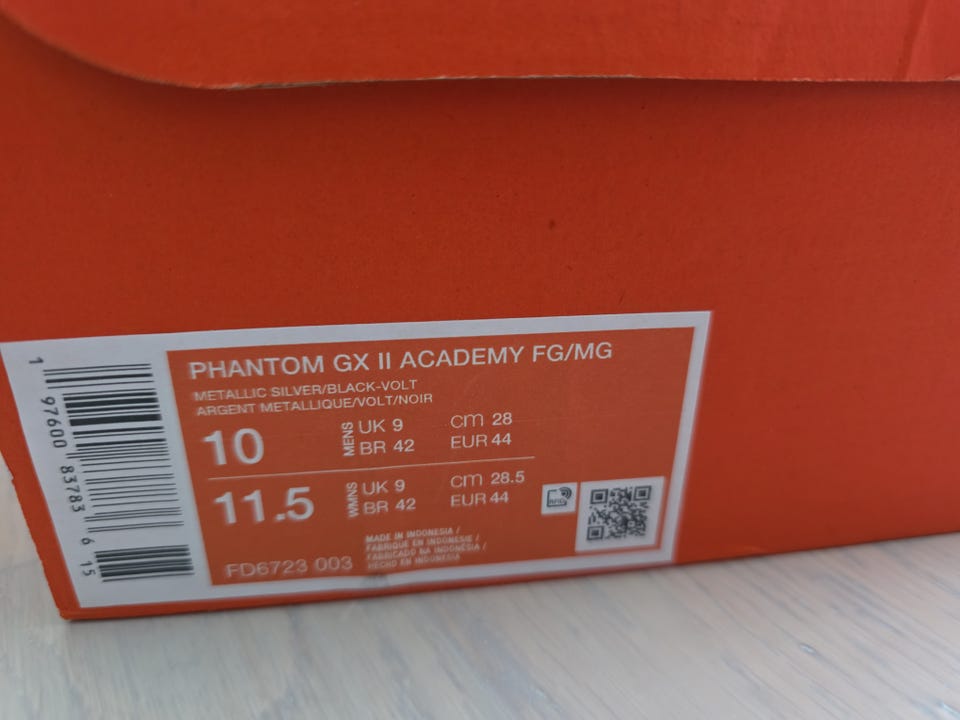 PHANTOM GX II ACADEMY FG/MG
METALLIC SILVER/BLACK-VOLT
ARGENT METALLIQUE/VOLT/NOIR
10 MENS UK 9 cm 28
BR 42 EUR 44
11.5 WMNS UK 9 cm 28.5
BR 42 EUR 44
MADE IN INDONESIA /
FABRIQUE EN INDONESIE /
FABRICADO NA INDONÉSIA /
HECHO EN INDONESIA
FD6723 003
RFID
1 97600 83783 6 15